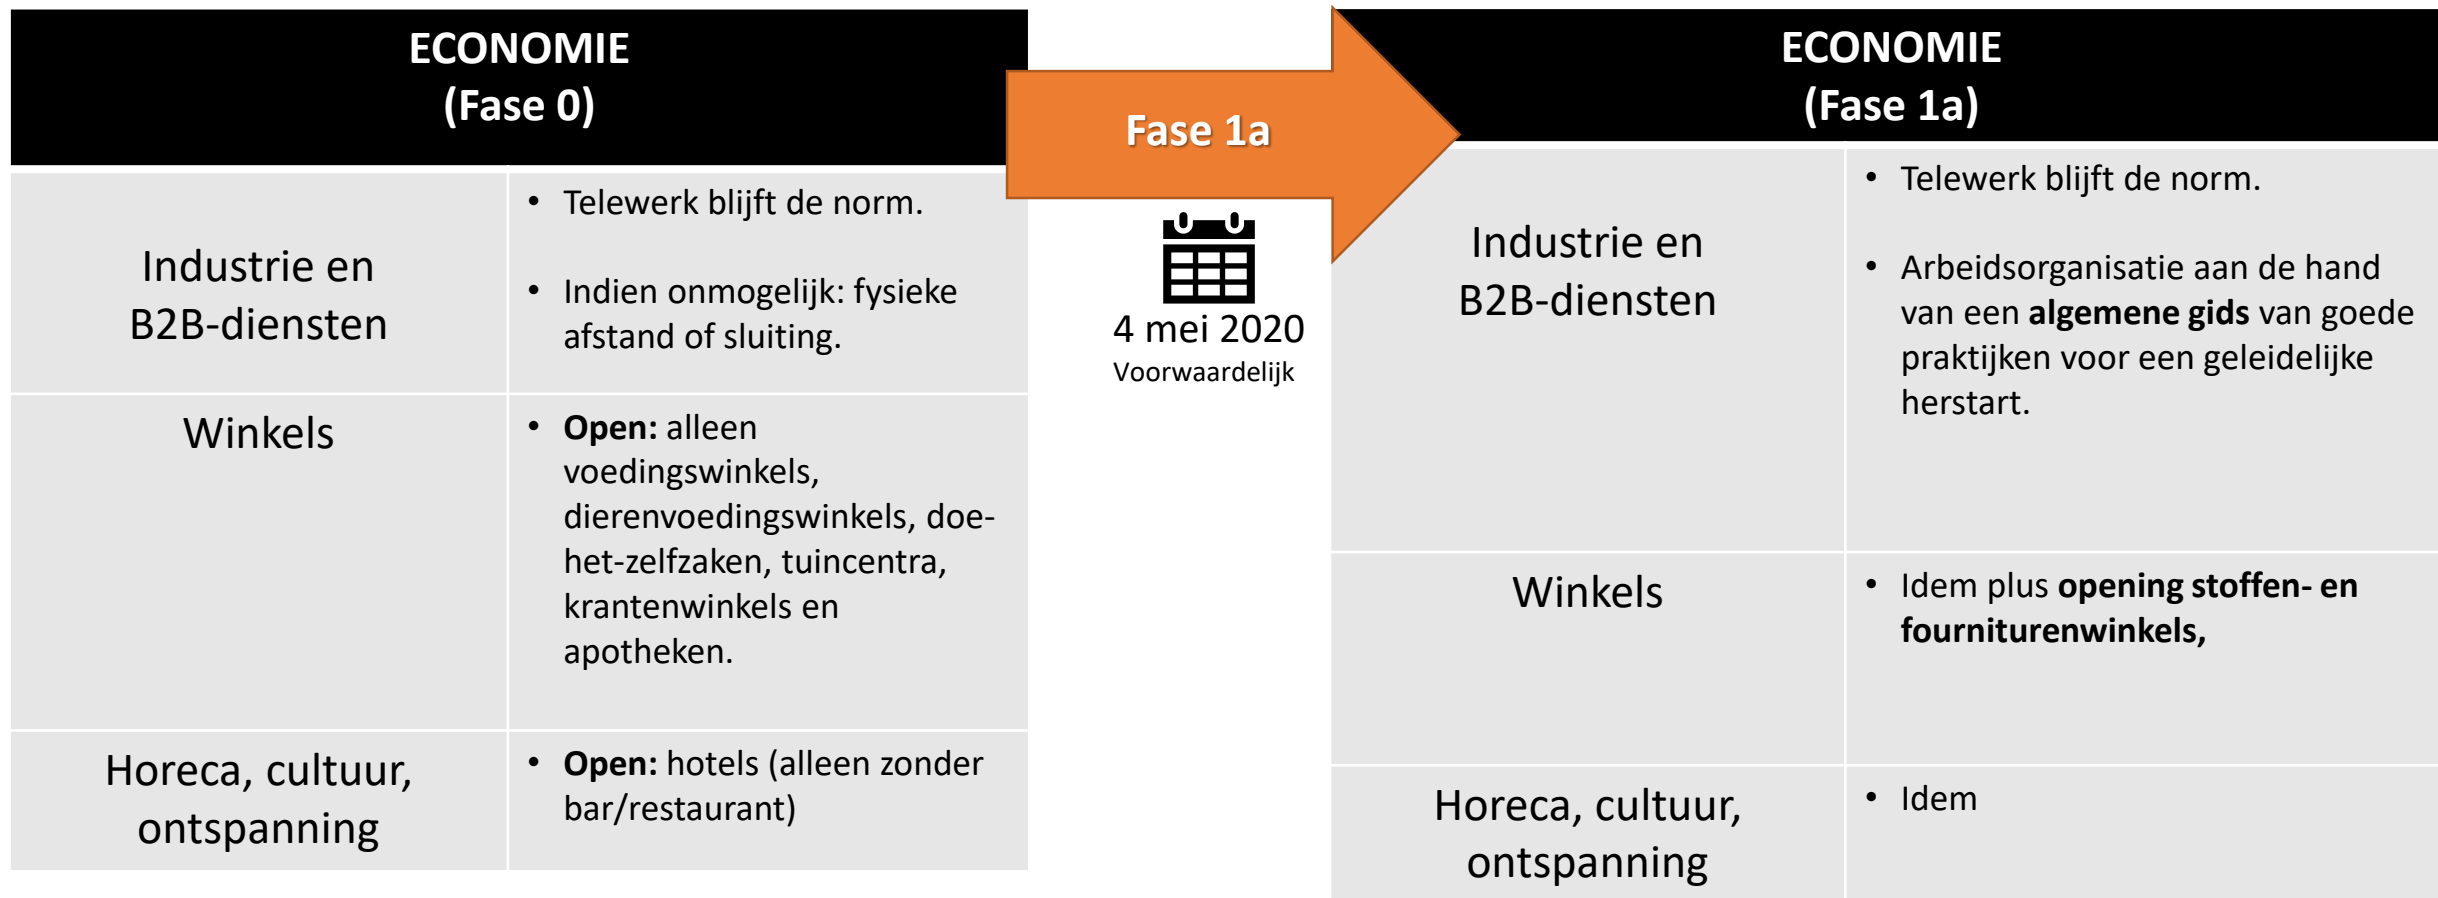 ECONOMIE
(Fase 0)
Industrie en
B2B-diensten
• Telewerk blijft de norm.
• Indien onmogelijk: fysieke
afstand of sluiting.
Winkels
• Open: alleen
voedingswinkels,
dierenvoedingswinkels, doe-
het-zelfzaken, tuincentra,
krantenwinkels en
apotheken.
Horeca, cultuur,
ontspanning
• Open: hotels (alleen zonder
bar/restaurant)
Fase 1a
4 mei 2020
Voorwaardelijk
ECONOMIE
(Fase 1a)
Industrie en
B2B-diensten
• Telewerk blijft de norm.
• Arbeidsorganisatie aan de hand
van een algemene gids van goede
praktijken voor een geleidelijke
herstart.
Winkels
• Idem plus opening stoffen- en
fourniturenwinkels,
Horeca, cultuur,
ontspanning
• Idem